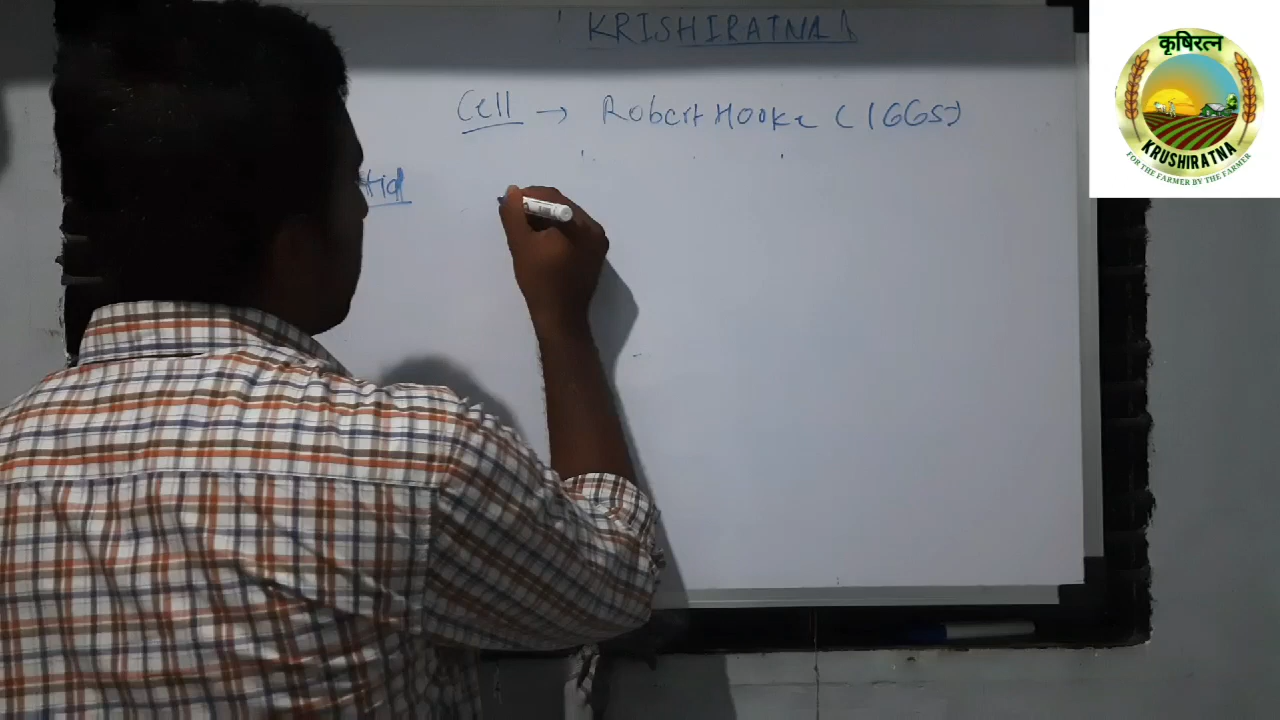 KRISHIRATNA
Cell → Robert Hooke (1665)
कृषिरत्न
KRUSHIRATNA
FOR THE FARMER BY THE FARMER